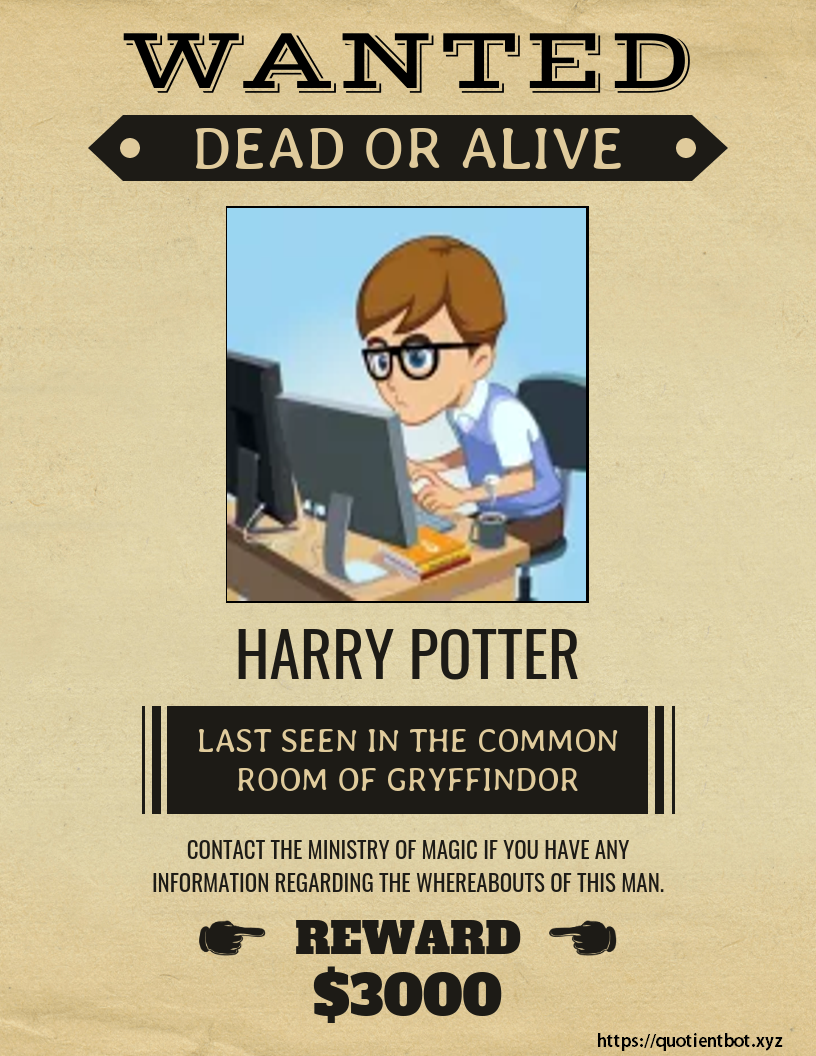 WANTED
DEAD OR ALIVE
HARRY POTTER
LAST SEEN IN THE COMMON
ROOM OF GRYFFINDOR
CONTACT THE MINISTRY OF MAGIC IF YOU HAVE ANY
INFORMATION REGARDING THE WHEREABOUTS OF THIS MAN.
REWARD
$3000
https://quotientbot.xyz